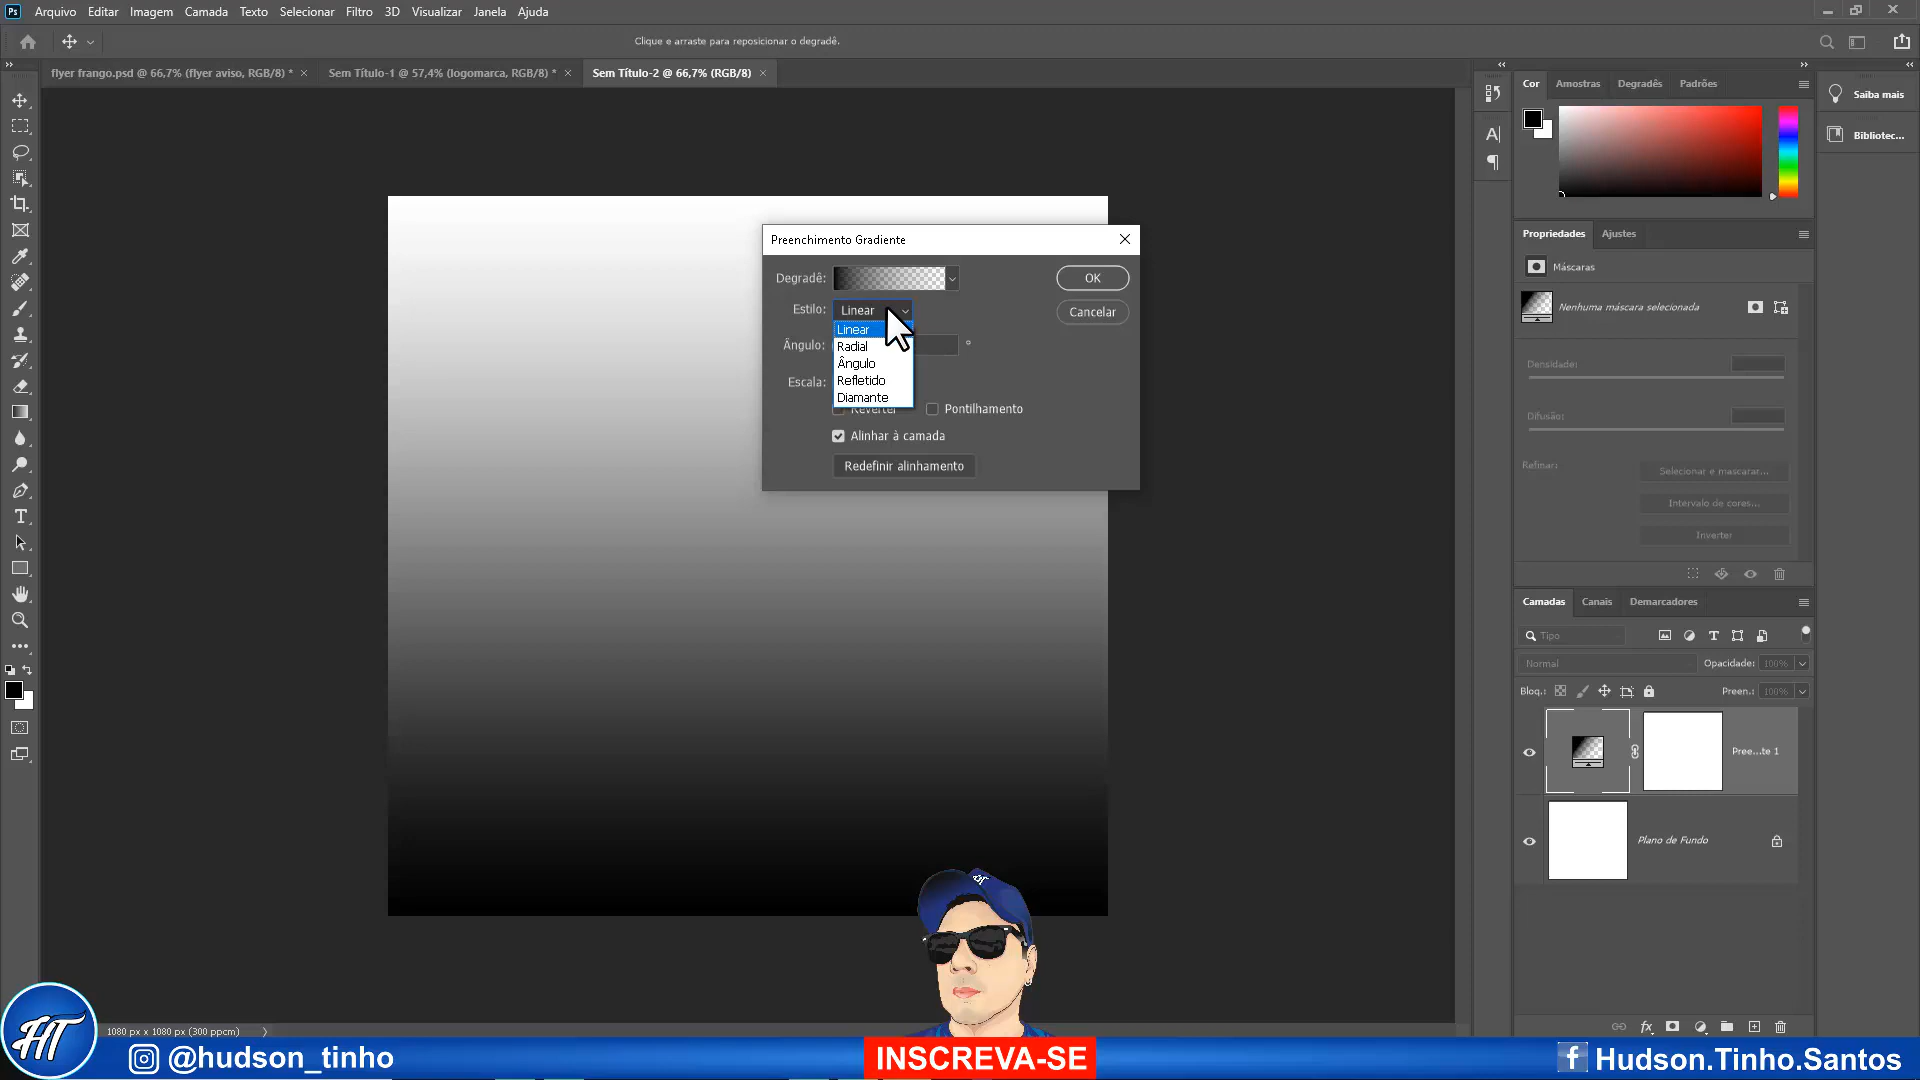 Ps Arquivo Editar Imagem Camada Texto Selecionar Filtro 3D Visualizar Janela Ajuda
Clique e arraste para reposicionar o degradê.
flyer frango.psd @ 66,7% (flyer aviso, RGB/8) * Sem Título-1 @ 57,4% (logomarca, RGB/8) * Sem Título-2 @ 66,7% (RGB/8)
Cor Amostras Degradês Padrões
Saiba mais
Bibliotec...
Propriedades Ajustes
Máscaras
Nenhuma máscara selecionada
Densidade:
Difusão:
Refinar:
Selecionar e mascarar...
Intervalo de cores...
Inverter
Preenchimento Gradiente
Degradê:
OK
Estilo: Linear
Cancelar
Linear
Radial
Ângulo
Refletido
Diamante
Ângulo:
°
Escala:
Reverter Pontilhamento
Alinhar à camada
Redefinir alinhamento
Camadas Canais Demarcadores
Tipo
Normal Opacidade: 100%
Bloq.: Preen.: 100%
Pree...te 1
Plano de Fundo
1080 px x 1080 px (300 ppcm)
HT
@hudson_tinho
INSCREVA-SE
Hudson.Tinho.Santos